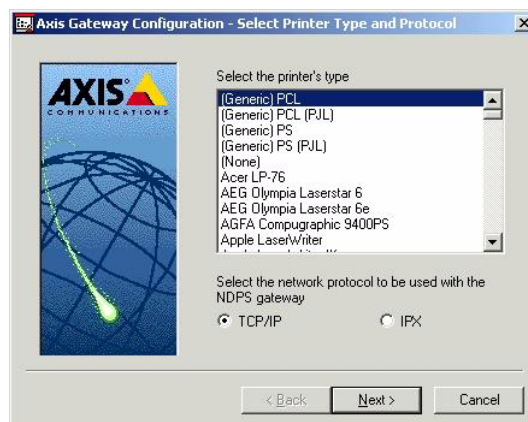 Axis Gateway Configuration - Select Printer Type and Protocol
AXIS
COMMUNICATIONS
Select the printer's type
(Generic) PCL
(Generic) PCL (PJL)
(Generic) PS
(Generic) PS (PJL)
(None)
Acer LP-76
AEG Olympia Laserstar 6
AEG Olympia Laserstar 6e
AGFA Compugraphic 9400PS
Apple LaserWriter
Select the network protocol to be used with the
NDPS gateway
TCP/IP
IPX
< Back
Next >
Cancel